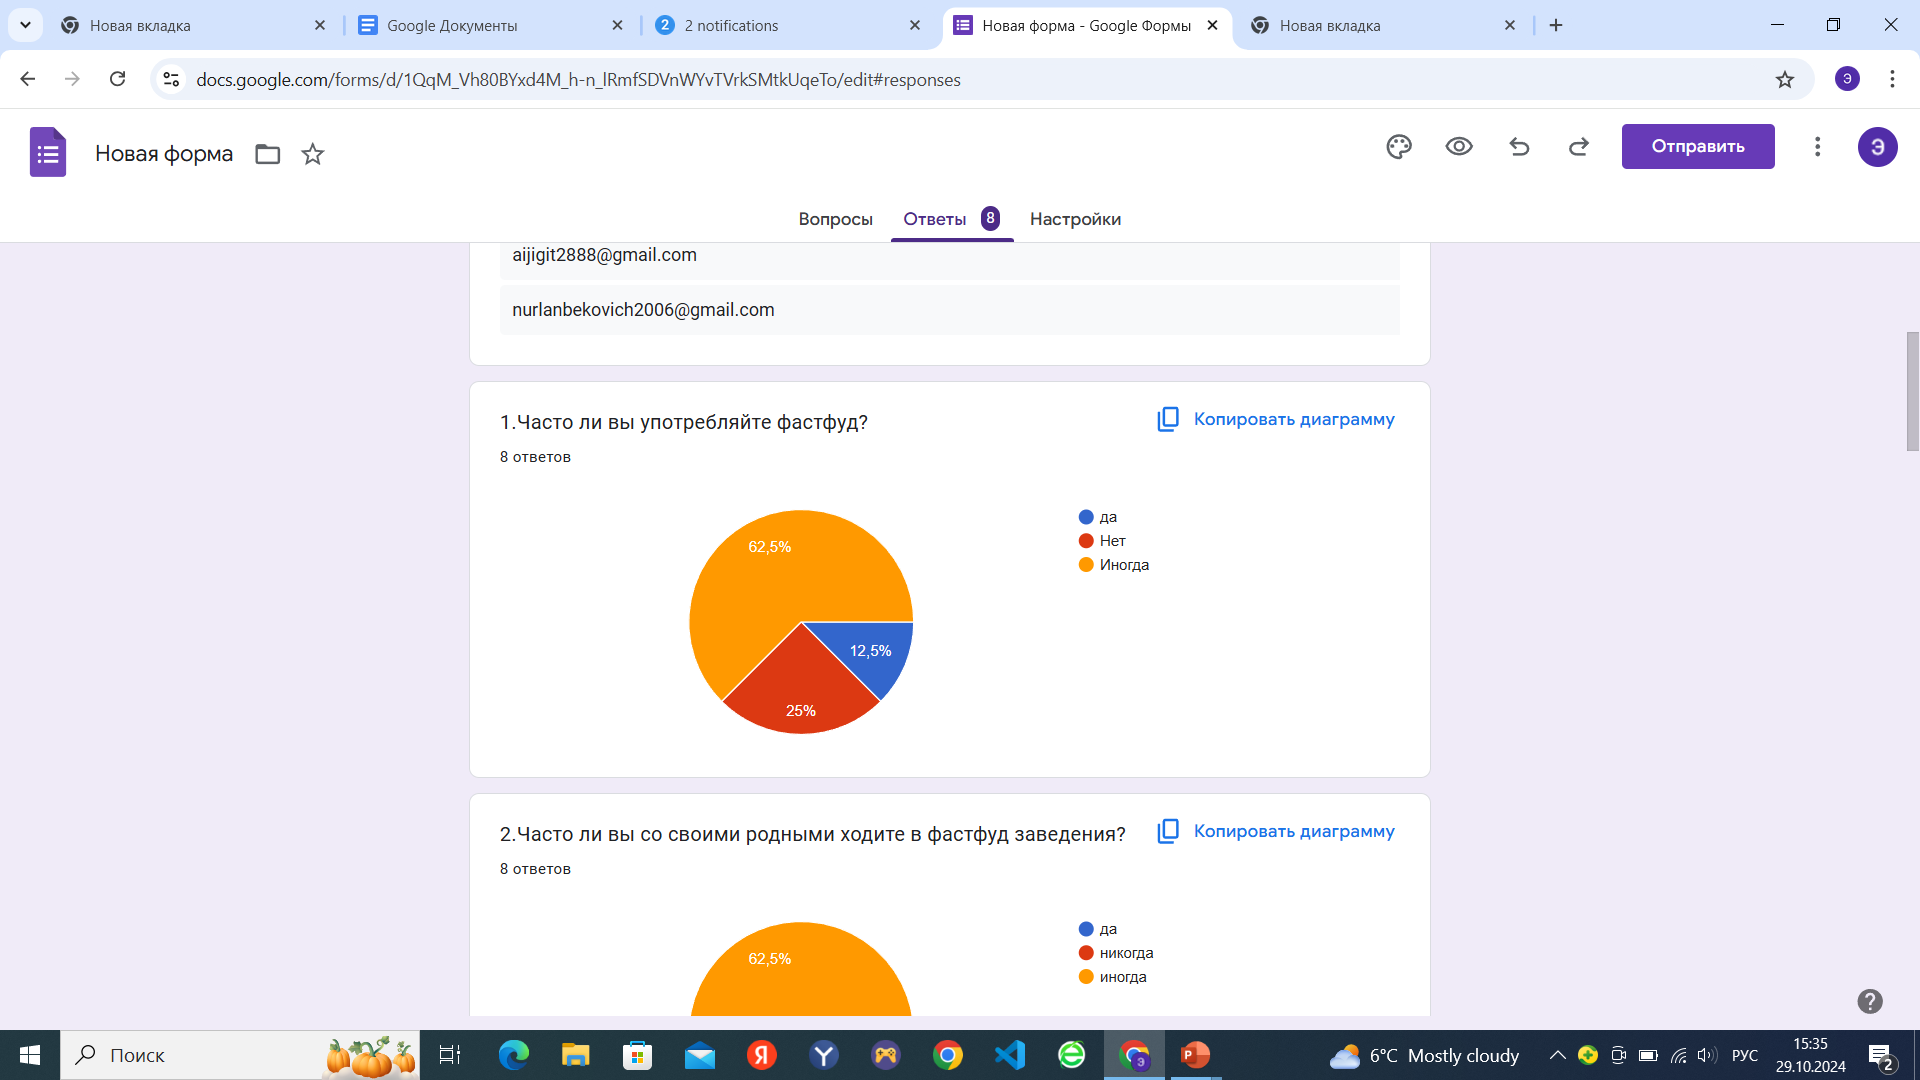 Новая вкладка
Google Документы
2 2 notifications
Новая форма - Google Формы
Новая вкладка
docs.google.com/forms/d/1QqM_Vh80BYxd4M_h-n_lRmfSDVnWYvTVrkSMtkUqeTo/edit#responses
Э
Новая форма
Отправить
Э
Вопросы
Ответы 8
Настройки
aijigit2888@gmail.com
nurlanbekovich2006@gmail.com
1.Часто ли вы употребляйте фастфуд?
Копировать диаграмму
8 ответов
62,5%
12,5%
25%
да
Нет
Иногда
2.Часто ли вы со своими родными ходите в фастфуд заведения?
Копировать диаграмму
8 ответов
62,5%
да
никогда
иногда
Поиск
6°C Mostly cloudy
РУС
15:35
29.10.2024
2